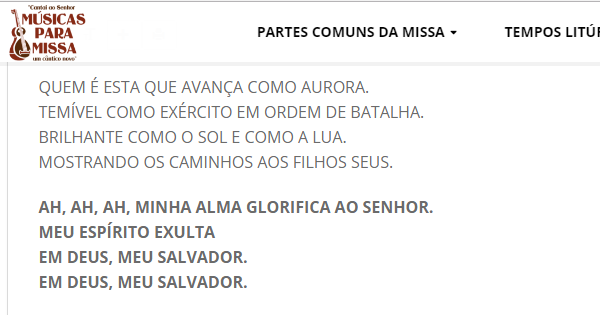 "Cantai ao Senhor
MÚSICAS
PARA
MISSA
um cântico novo"
PARTES COMUNS DA MISSA
TEMPOS LITÚ
QUEM É ESTA QUE AVANÇA COMO AURORA.
TEMÍVEL COMO EXÉRCITO EM ORDEM DE BATALHA.
BRILHANTE COMO O SOL E COMO A LUA.
MOSTRANDO OS CAMINHOS AOS FILHOS SEUS.
AH, AH, AH, MINHA ALMA GLORIFICA AO SENHOR.
MEU ESPÍRITO EXULTA
EM DEUS, MEU SALVADOR.
EM DEUS, MEU SALVADOR.